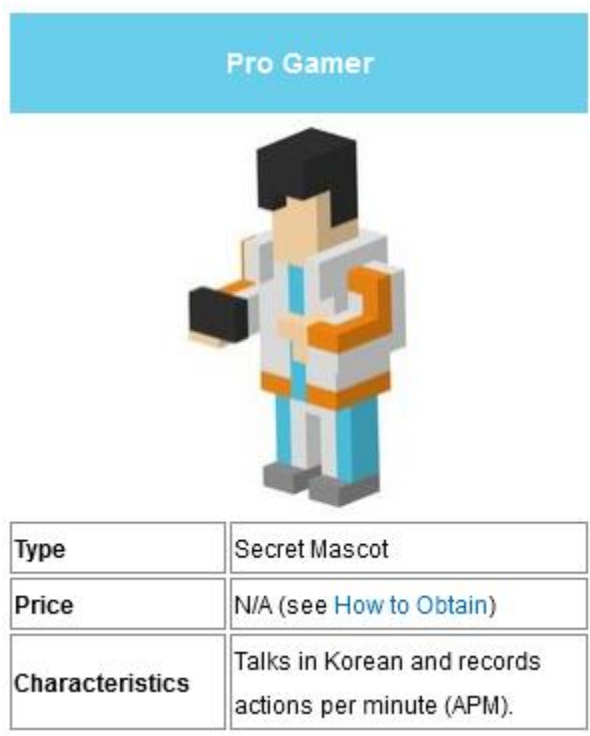 Pro Gamer
Type
Secret Mascot
Price
N/A (see How to Obtain)
Characteristics
Talks in Korean and records
actions per minute (APM).